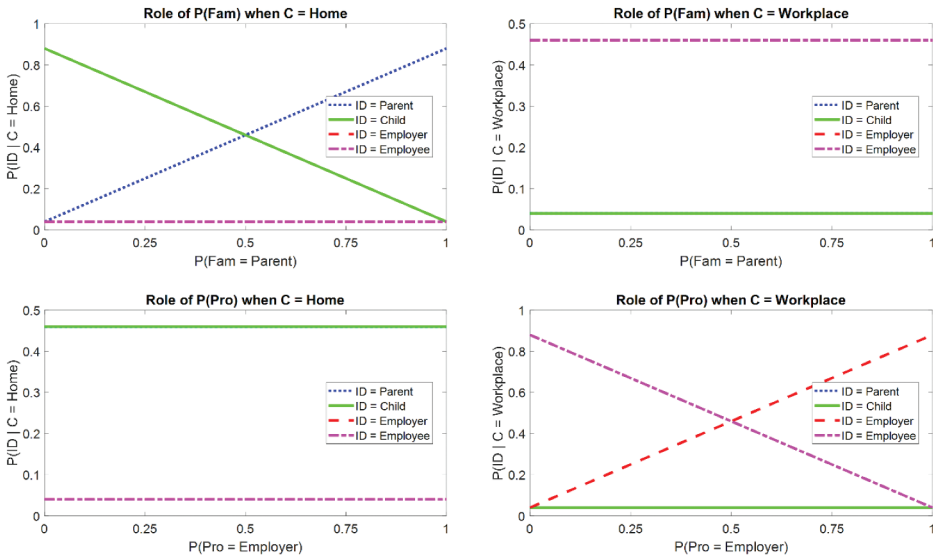 Role of P(Fam) when C = Home
P(ID | C = Home)
1
0.8
0.6
0.4
0.2
0
ID = Parent
ID = Child
ID = Employer
ID = Employee
0 0.25 0.5 0.75 1
P(Fam = Parent)
Role of P(Fam) when C = Workplace
P(ID | C = Workplace)
0.5
0.4
0.3
0.2
0.1
0
ID = Parent
ID = Child
ID = Employer
ID = Employee
0 0.25 0.5 0.75 1
P(Fam = Parent)
Role of P(Pro) when C = Home
P(ID | C = Home)
0.5
0.4
0.3
0.2
0.1
0
ID = Parent
ID = Child
ID = Employer
ID = Employee
0 0.25 0.5 0.75 1
P(Pro = Employer)
Role of P(Pro) when C = Workplace
P(ID | C = Workplace)
1
0.8
0.6
0.4
0.2
0
ID = Parent
ID = Child
ID = Employer
ID = Employee
0 0.25 0.5 0.75 1
P(Pro = Employer)